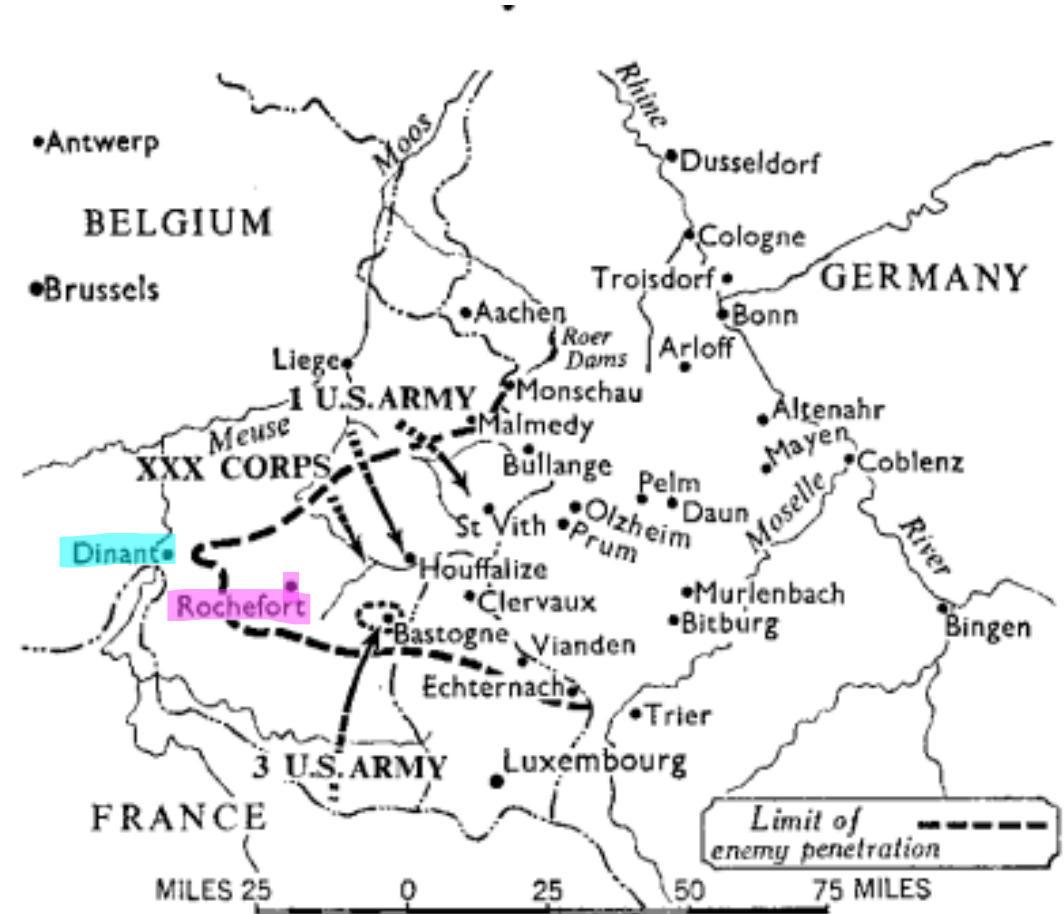 Rhine
Moos
Antwerp
Dusseldorf
BELGIUM
Cologne
Troisdorf
GERMANY
Brussels
Aachen
Bonn
Roer
Dams
Arloff
Liege
Monschau
1 U.S. ARMY
Altenahr
Malmedy
Meuse
Mayen
XXX CORPS
Bullange
Coblenz
Pelm
Daun
Moselle
Olzheim
St Vith
Prum
River
Dinant
Houffalize
Rochefort
Clervaux
Murlenbach
Bitburg
Bastogne
Bingen
Vianden
Echternach
Trier
3 U.S. ARMY
Luxembourg
FRANCE
Limit of
enemy penetration
MILES 25 0 25 50 75 MILES